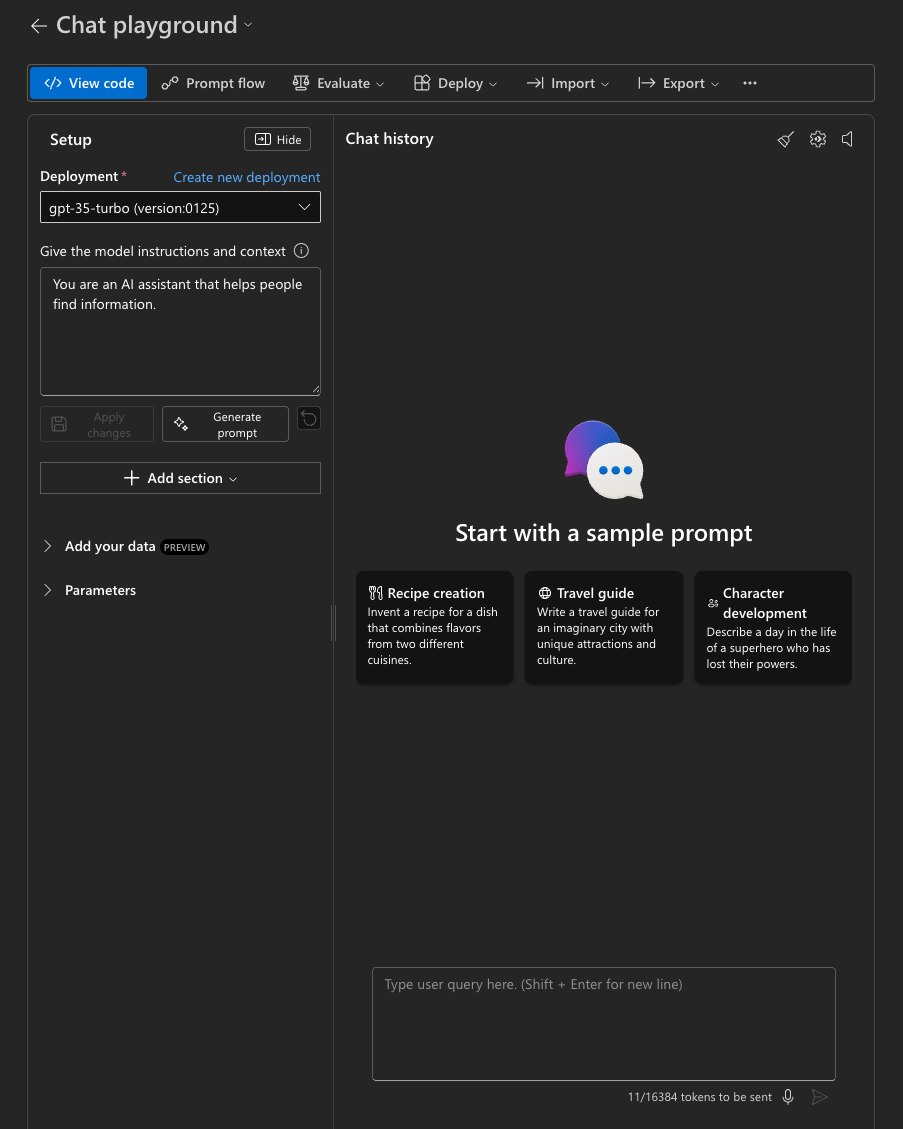 Chat playground
View code
Prompt flow
Evaluate
Deploy
Import
Export
Setup
Hide
Deployment *
Create new deployment
gpt-35-turbo (version:0125)
Give the model instructions and context
You are an AI assistant that helps people
find information.
Apply
changes
Generate
prompt
Add section
Add your data PREVIEW
Parameters
Chat history
Start with a sample prompt
Recipe creation
Invent a recipe for a dish
that combines flavors
from two different
cuisines.
Travel guide
Write a travel guide for
an imaginary city with
unique attractions and
culture.
Character
development
Describe a day in the life
of a superhero who has
lost their powers.
Type user query here. (Shift + Enter for new line)
11/16384 tokens to be sent